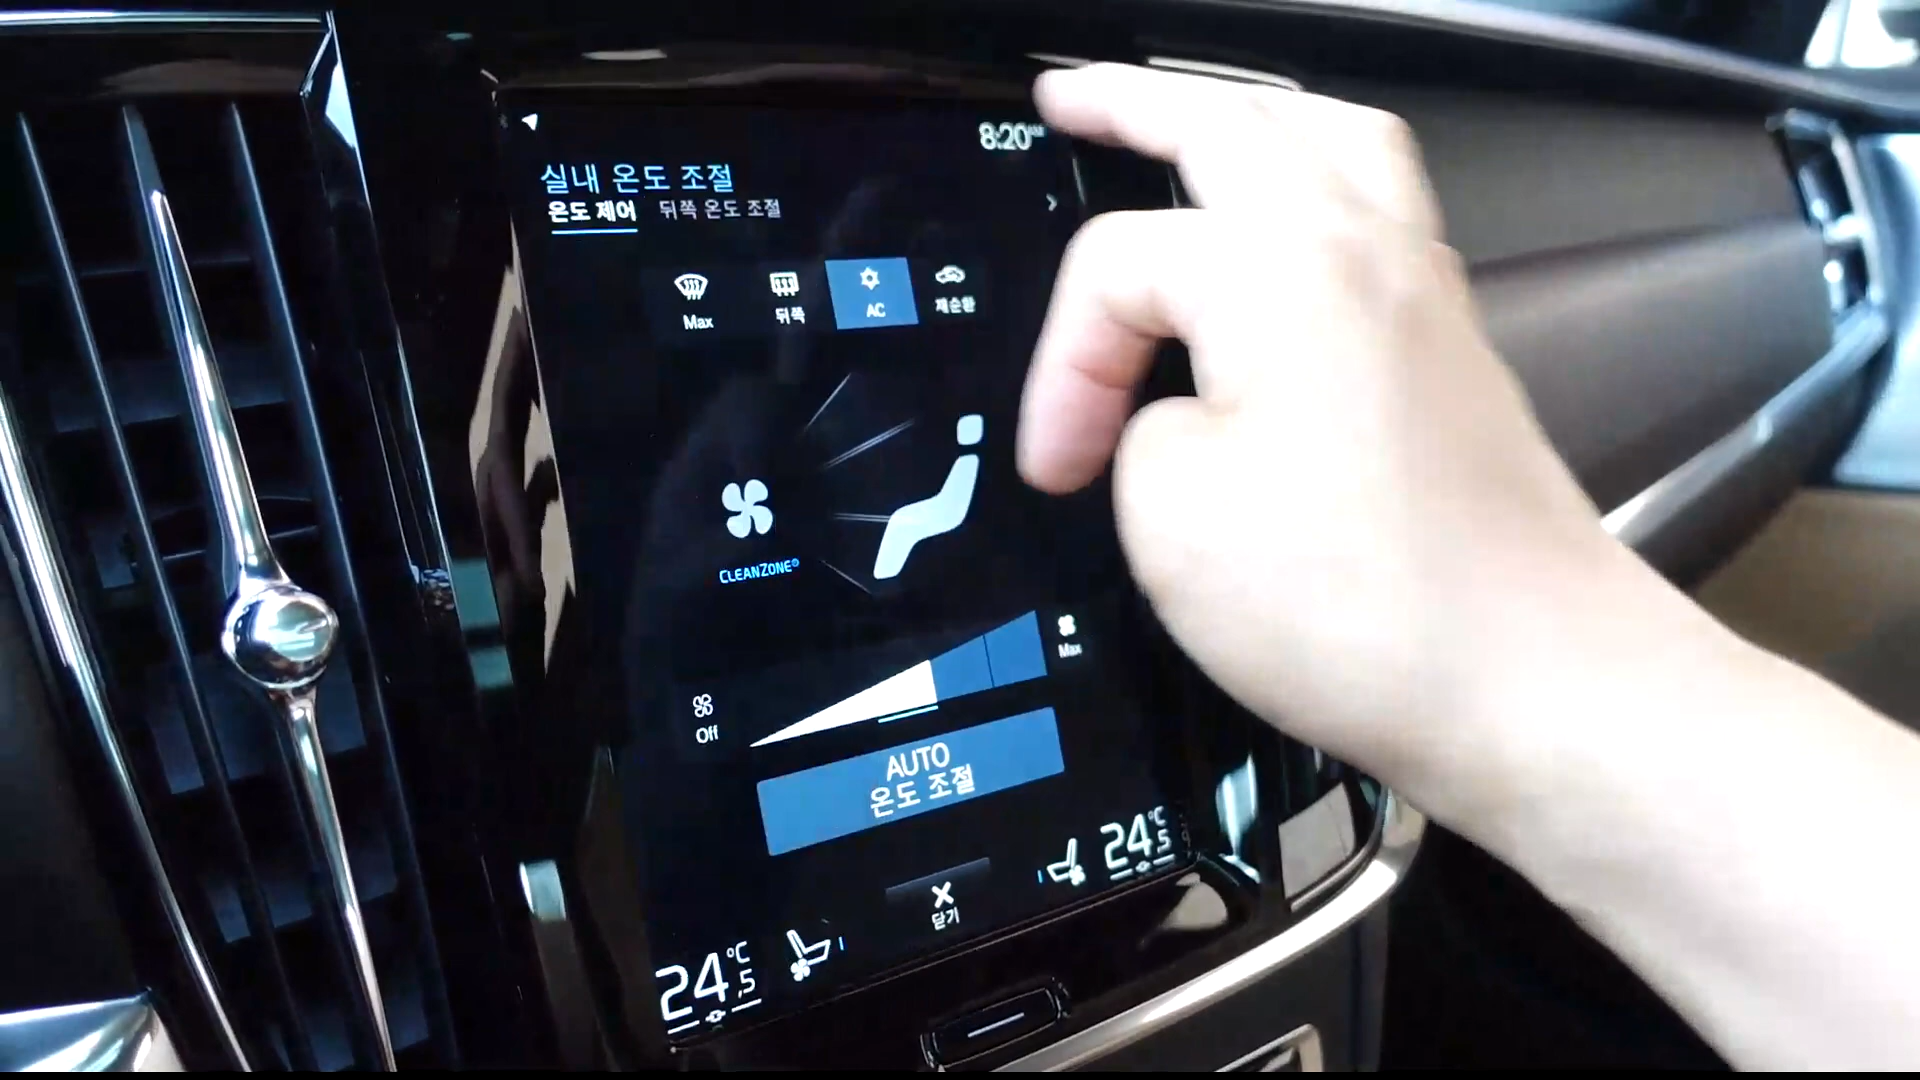 8:20
실내 온도 조절
온도 제어 뒤쪽 온도 조절
Max 뒤쪽 AC 재순환
CLEANZONE®
Max
Off
AUTO
온도 조절
24,5 °C
닫기
24,5 °C